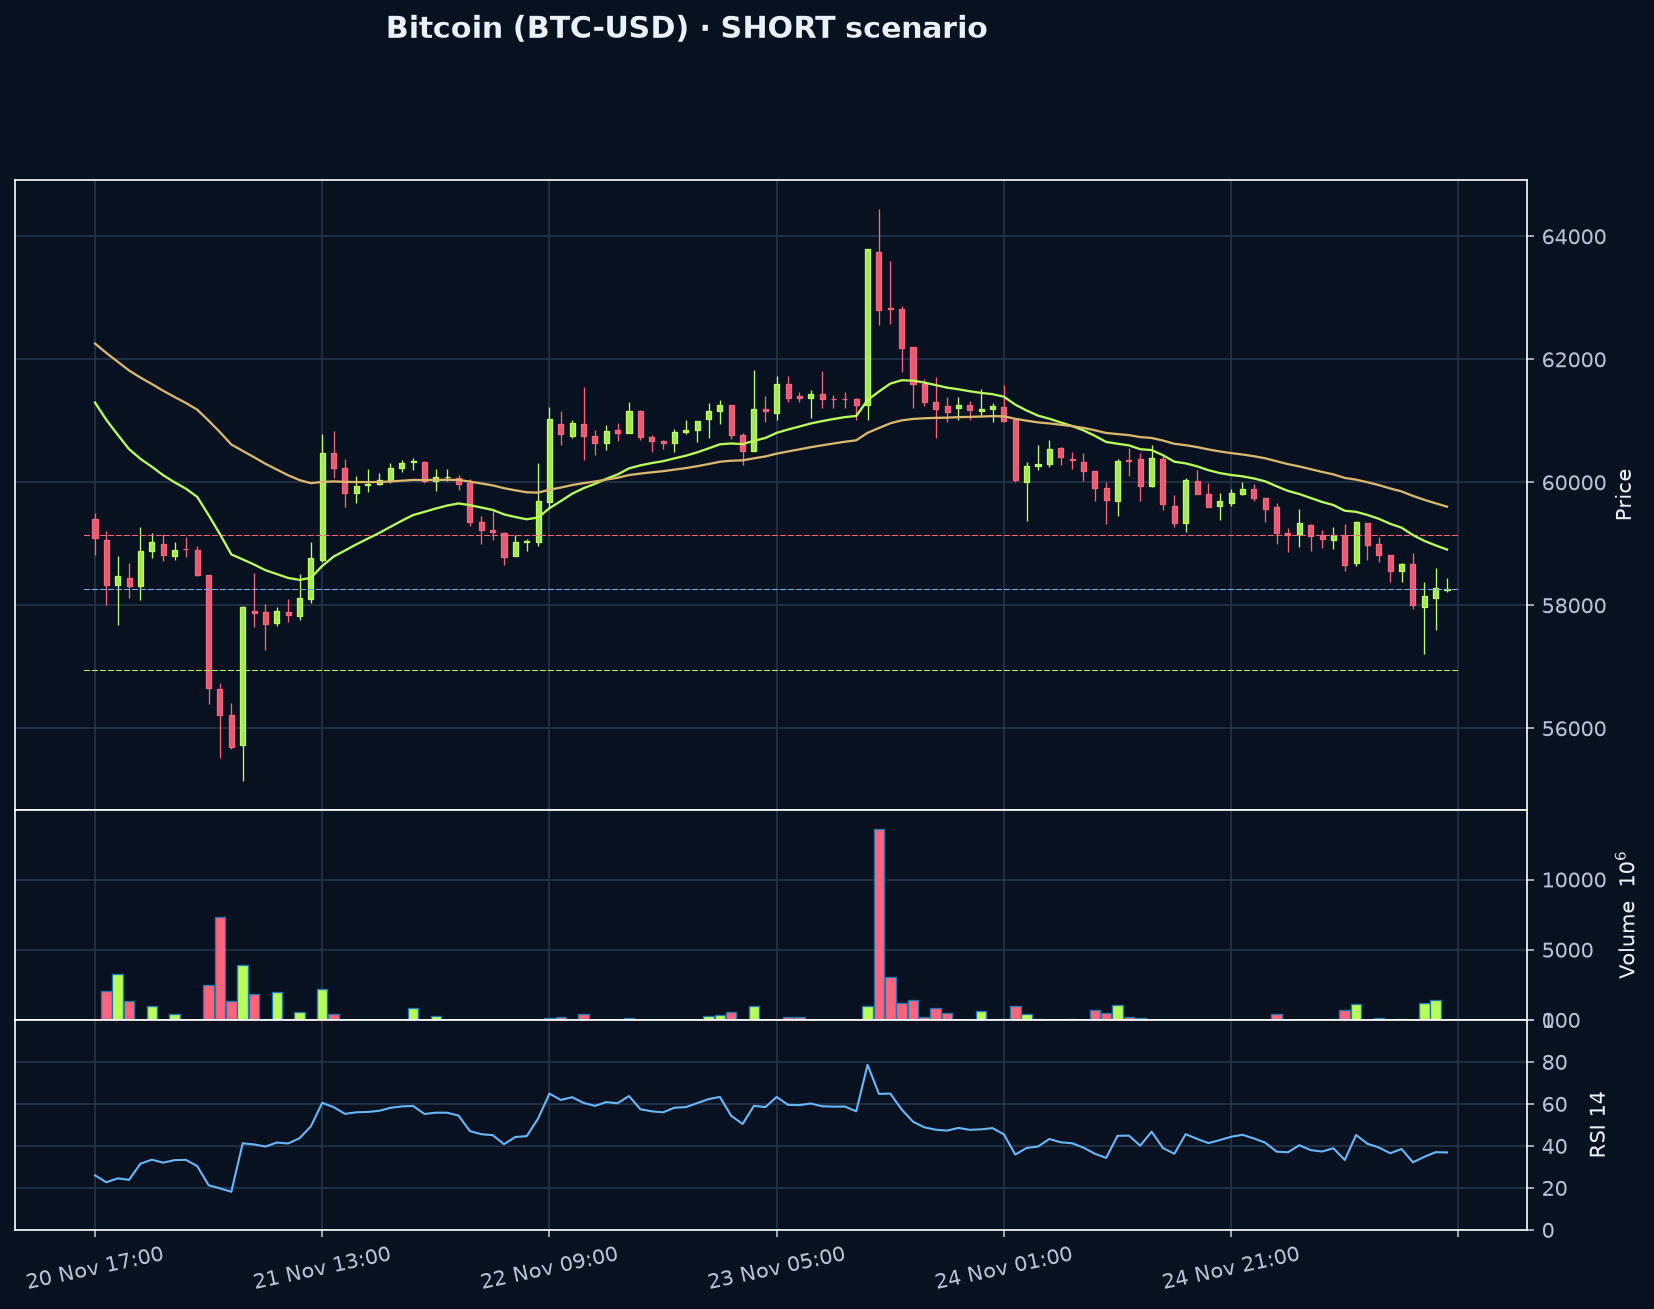 Bitcoin (BTC-USD) · SHORT scenario
64000
62000
60000
58000
56000
Price
10000
5000
0
Volume 10⁶
100
80
60
40
20
0
RSI 14
20 Nov 17:00
21 Nov 13:00
22 Nov 09:00
23 Nov 05:00
24 Nov 01:00
24 Nov 21:00